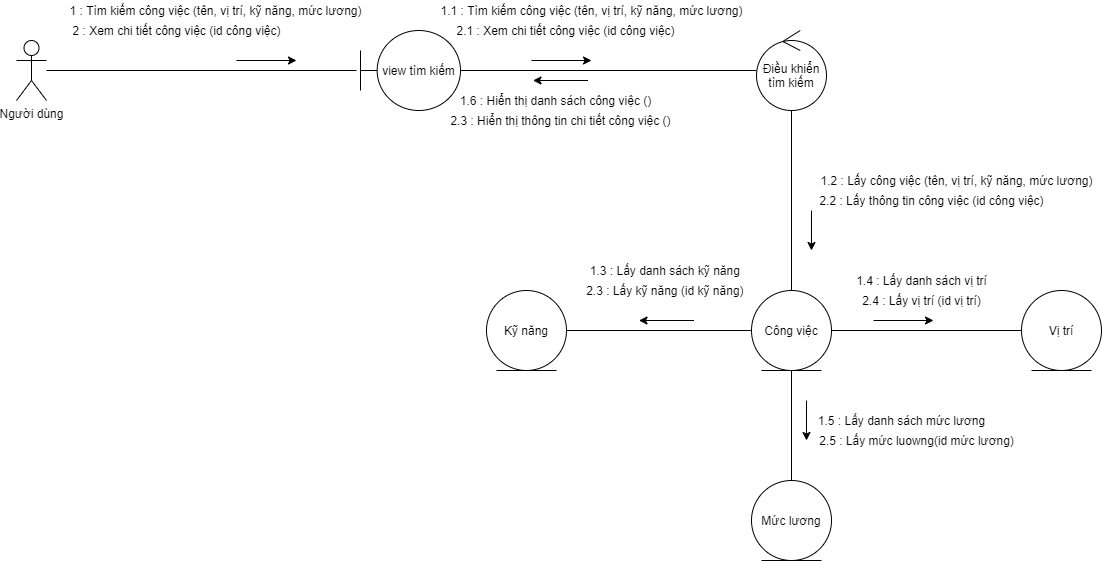 1 : Tìm kiếm công việc (tên, vị trí, kỹ năng, mức lương)
2 : Xem chi tiết công việc (id công việc)
1.1 : Tìm kiếm công việc (tên, vị trí, kỹ năng, mức lương)
2.1 : Xem chi tiết công việc (id công việc)
Người dùng
view tìm kiếm
Điều khiển
tìm kiếm
1.6 : Hiển thị danh sách công việc ()
2.3 : Hiển thị thông tin chi tiết công việc ()
1.2 : Lấy công việc (tên, vị trí, kỹ năng, mức lương)
2.2 : Lấy thông tin công việc (id công việc)
1.3 : Lấy danh sách kỹ năng
2.3 : Lấy kỹ năng (id kỹ năng)
1.4 : Lấy danh sách vị trí
2.4 : Lấy vị trí (id vị trí)
Kỹ năng
Công việc
Vị trí
1.5 : Lấy danh sách mức lương
2.5 : Lấy mức luowng(id mức lương)
Mức lương